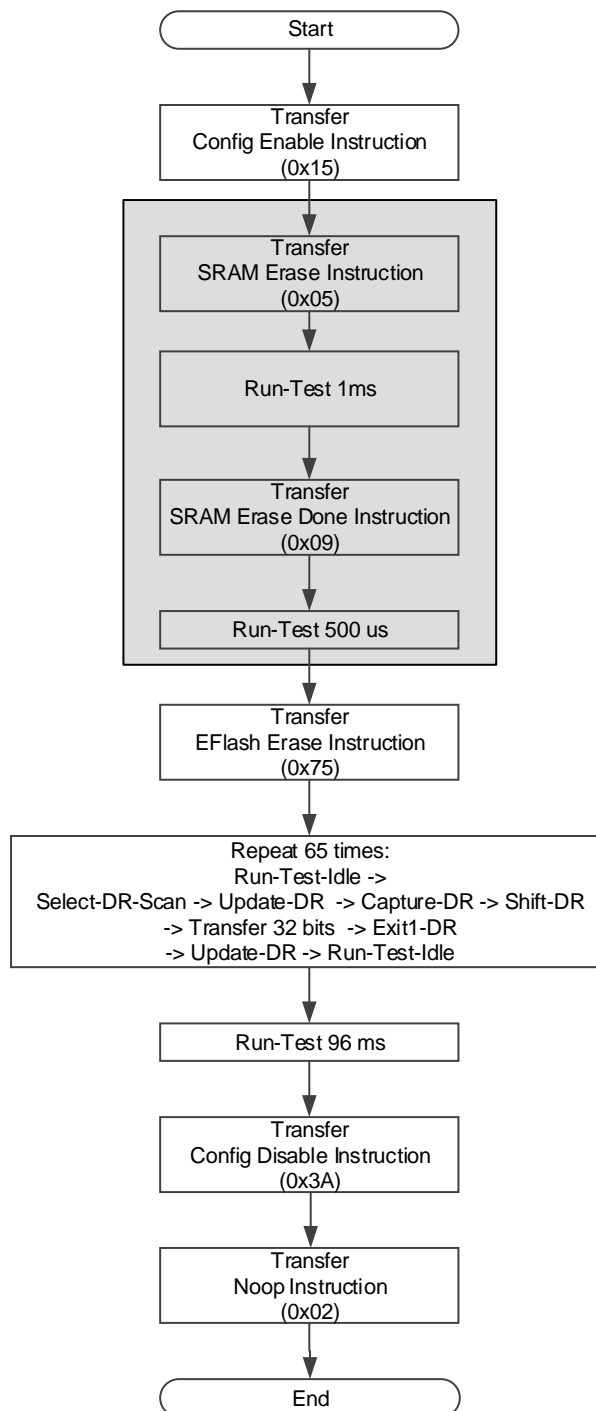 Start
Transfer
Config Enable Instruction
(0x15)
Transfer
SRAM Erase Instruction
(0x05)
Run-Test 1ms
Transfer
SRAM Erase Done Instruction
(0x09)
Run-Test 500 us
Transfer
EFlash Erase Instruction
(0x75)
Repeat 65 times:
Run-Test-Idle ->
Select-DR-Scan -> Update-DR -> Capture-DR -> Shift-DR
-> Transfer 32 bits -> Exit1-DR
-> Update-DR -> Run-Test-Idle
Run-Test 96 ms
Transfer
Config Disable Instruction
(0x3A)
Transfer
Noop Instruction
(0x02)
End